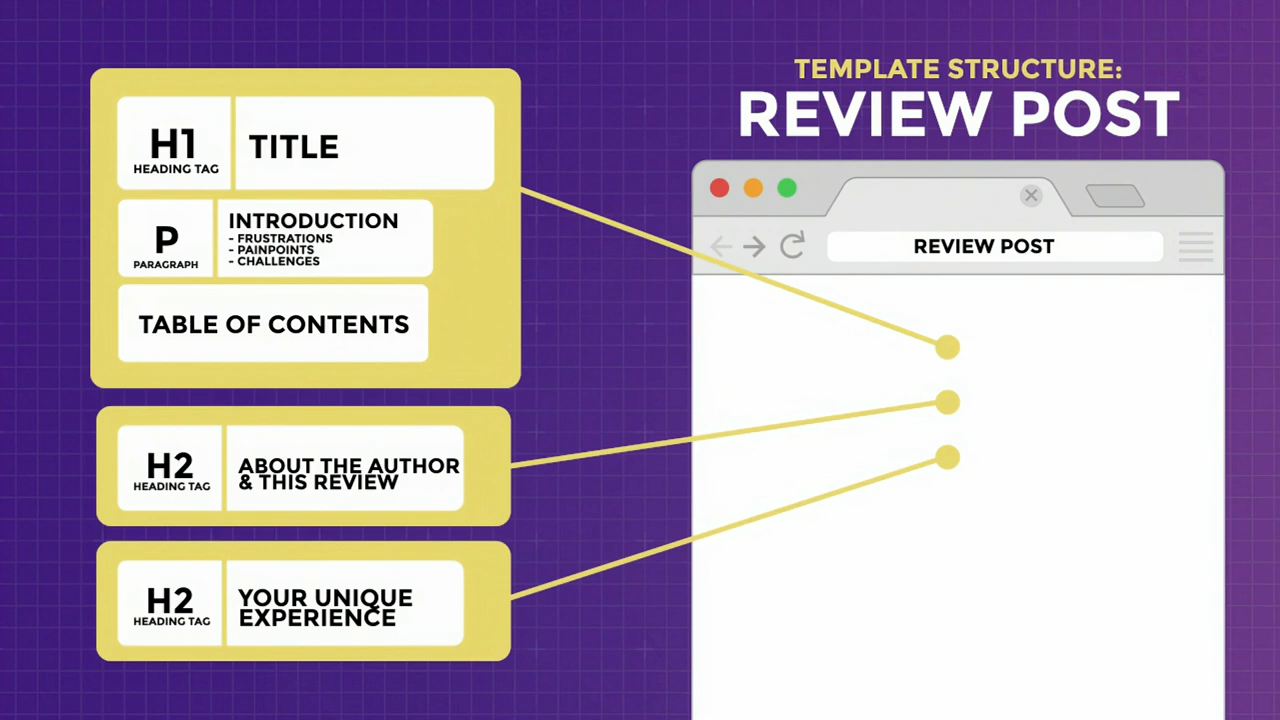 TEMPLATE STRUCTURE:
REVIEW POST
H1
HEADING TAG
TITLE
P
PARAGRAPH
INTRODUCTION
- FRUSTRATIONS
- PAINPOINTS
- CHALLENGES
TABLE OF CONTENTS
H2
HEADING TAG
ABOUT THE AUTHOR
& THIS REVIEW
H2
HEADING TAG
YOUR UNIQUE
EXPERIENCE
REVIEW POST